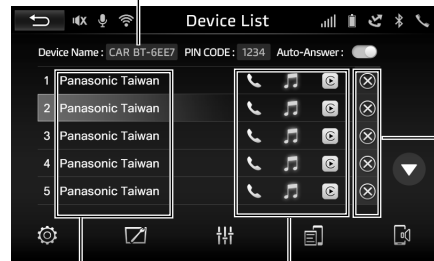 Device List
Device Name : CAR BT-6EE7 PIN CODE : 1234 Auto-Answer :
1 Panasonic Taiwan
2 Panasonic Taiwan
3 Panasonic Taiwan
4 Panasonic Taiwan
5 Panasonic Taiwan